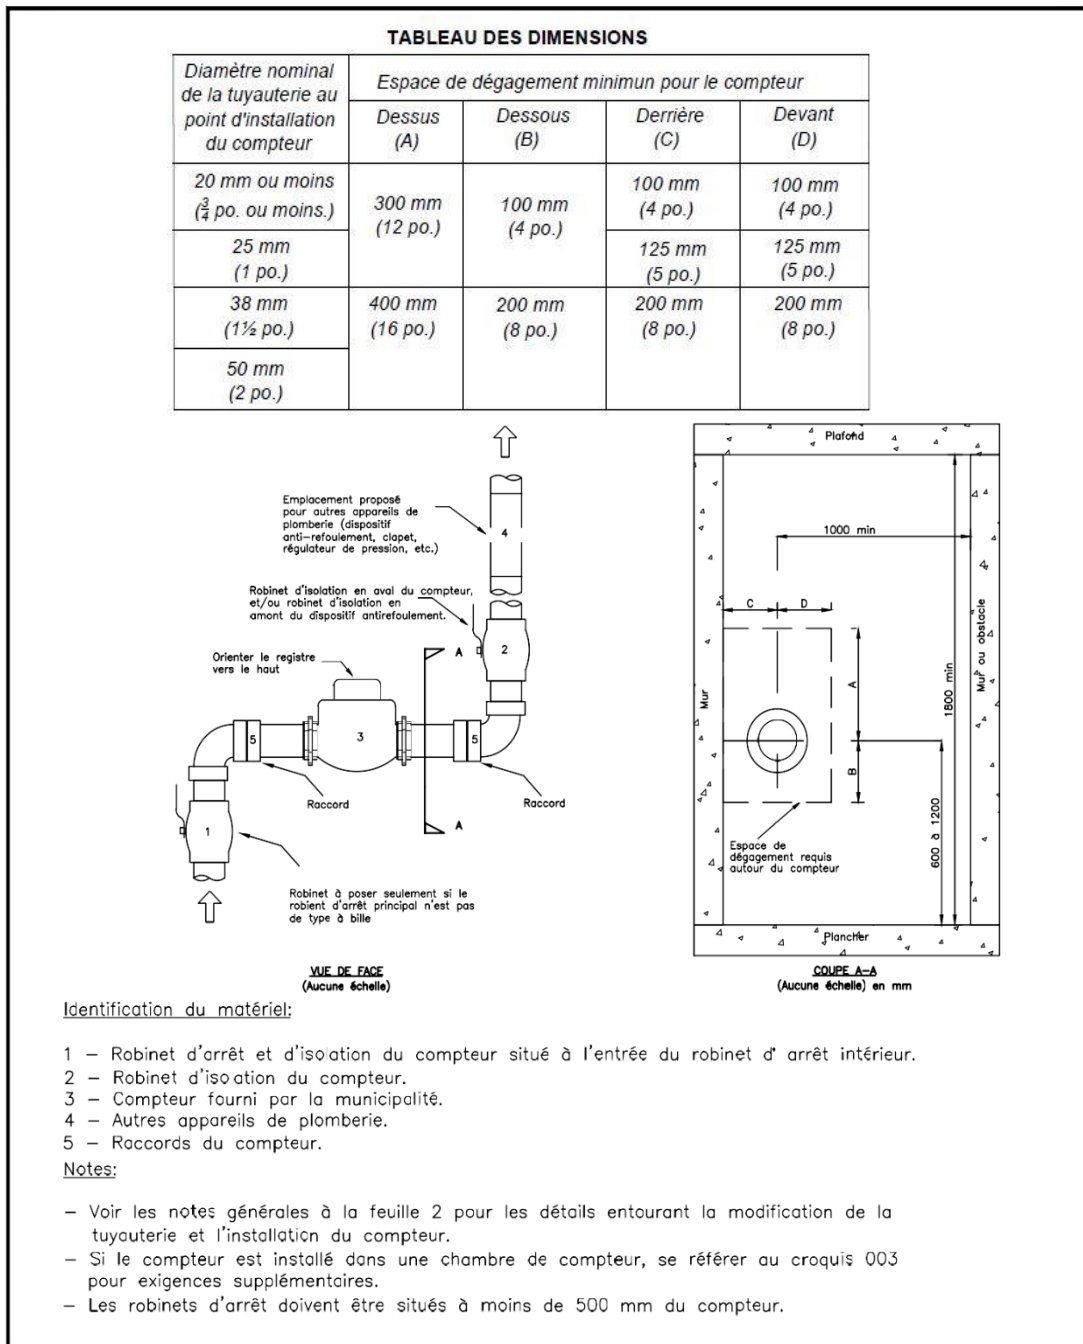 TABLEAU DES DIMENSIONS
Diamètre nominal
de la tuyauterie au
point d'installation
du compteur
Espace de dégagement minimun pour le compteur
Dessus
(A)
Dessous
(B)
Derrière
(C)
Devant
(D)
20 mm ou moins
(3/4 po. ou moins.)
300 mm
(12 po.)
100 mm
(4 po.)
100 mm
(4 po.)
100 mm
(4 po.)
25 mm
(1 po.)
125 mm
(5 po.)
125 mm
(5 po.)
38 mm
(1½ po.)
400 mm
(16 po.)
200 mm
(8 po.)
200 mm
(8 po.)
200 mm
(8 po.)
50 mm
(2 po.)
Emplacement proposé
pour autres appareils de
plomberie (dispositif
anti-refoulement, clapet,
régulateur de pression, etc.)
4
Robinet d'isolation en aval du compteur,
et/ou robinet d'isolation en
amont du dispositif antirefoulement.
2
A
Orienter le registre
vers le haut
5
3
5
Raccord
Raccord
A
1
Robinet à poser seulement si le
robient d'arrêt principal n'est pas
de type à bille
VUE DE FACE
(Aucune échelle)
Plafond
1000 min
C
D
A
B
Mur
Mur ou obstacle
1800 min
600 à 1200
Espace de
dégagement requis
autour du compteur
Plancher
COUPE A-A
(Aucune échelle) en mm
Identification du matériel:
1 – Robinet d'arrêt et d'isolation du compteur situé à l'entrée du robinet d' arrêt intérieur.
2 – Robinet d'isolation du compteur.
3 – Compteur fourni par la municipalité.
4 – Autres appareils de plomberie.
5 – Raccords du compteur.
Notes:
– Voir les notes générales à la feuille 2 pour les détails entourant la modification de la
tuyauterie et l'installation du compteur.
– Si le compteur est installé dans une chambre de compteur, se référer au croquis 003
pour exigences supplémentaires.
– Les robinets d'arrêt doivent être situés à moins de 500 mm du compteur.